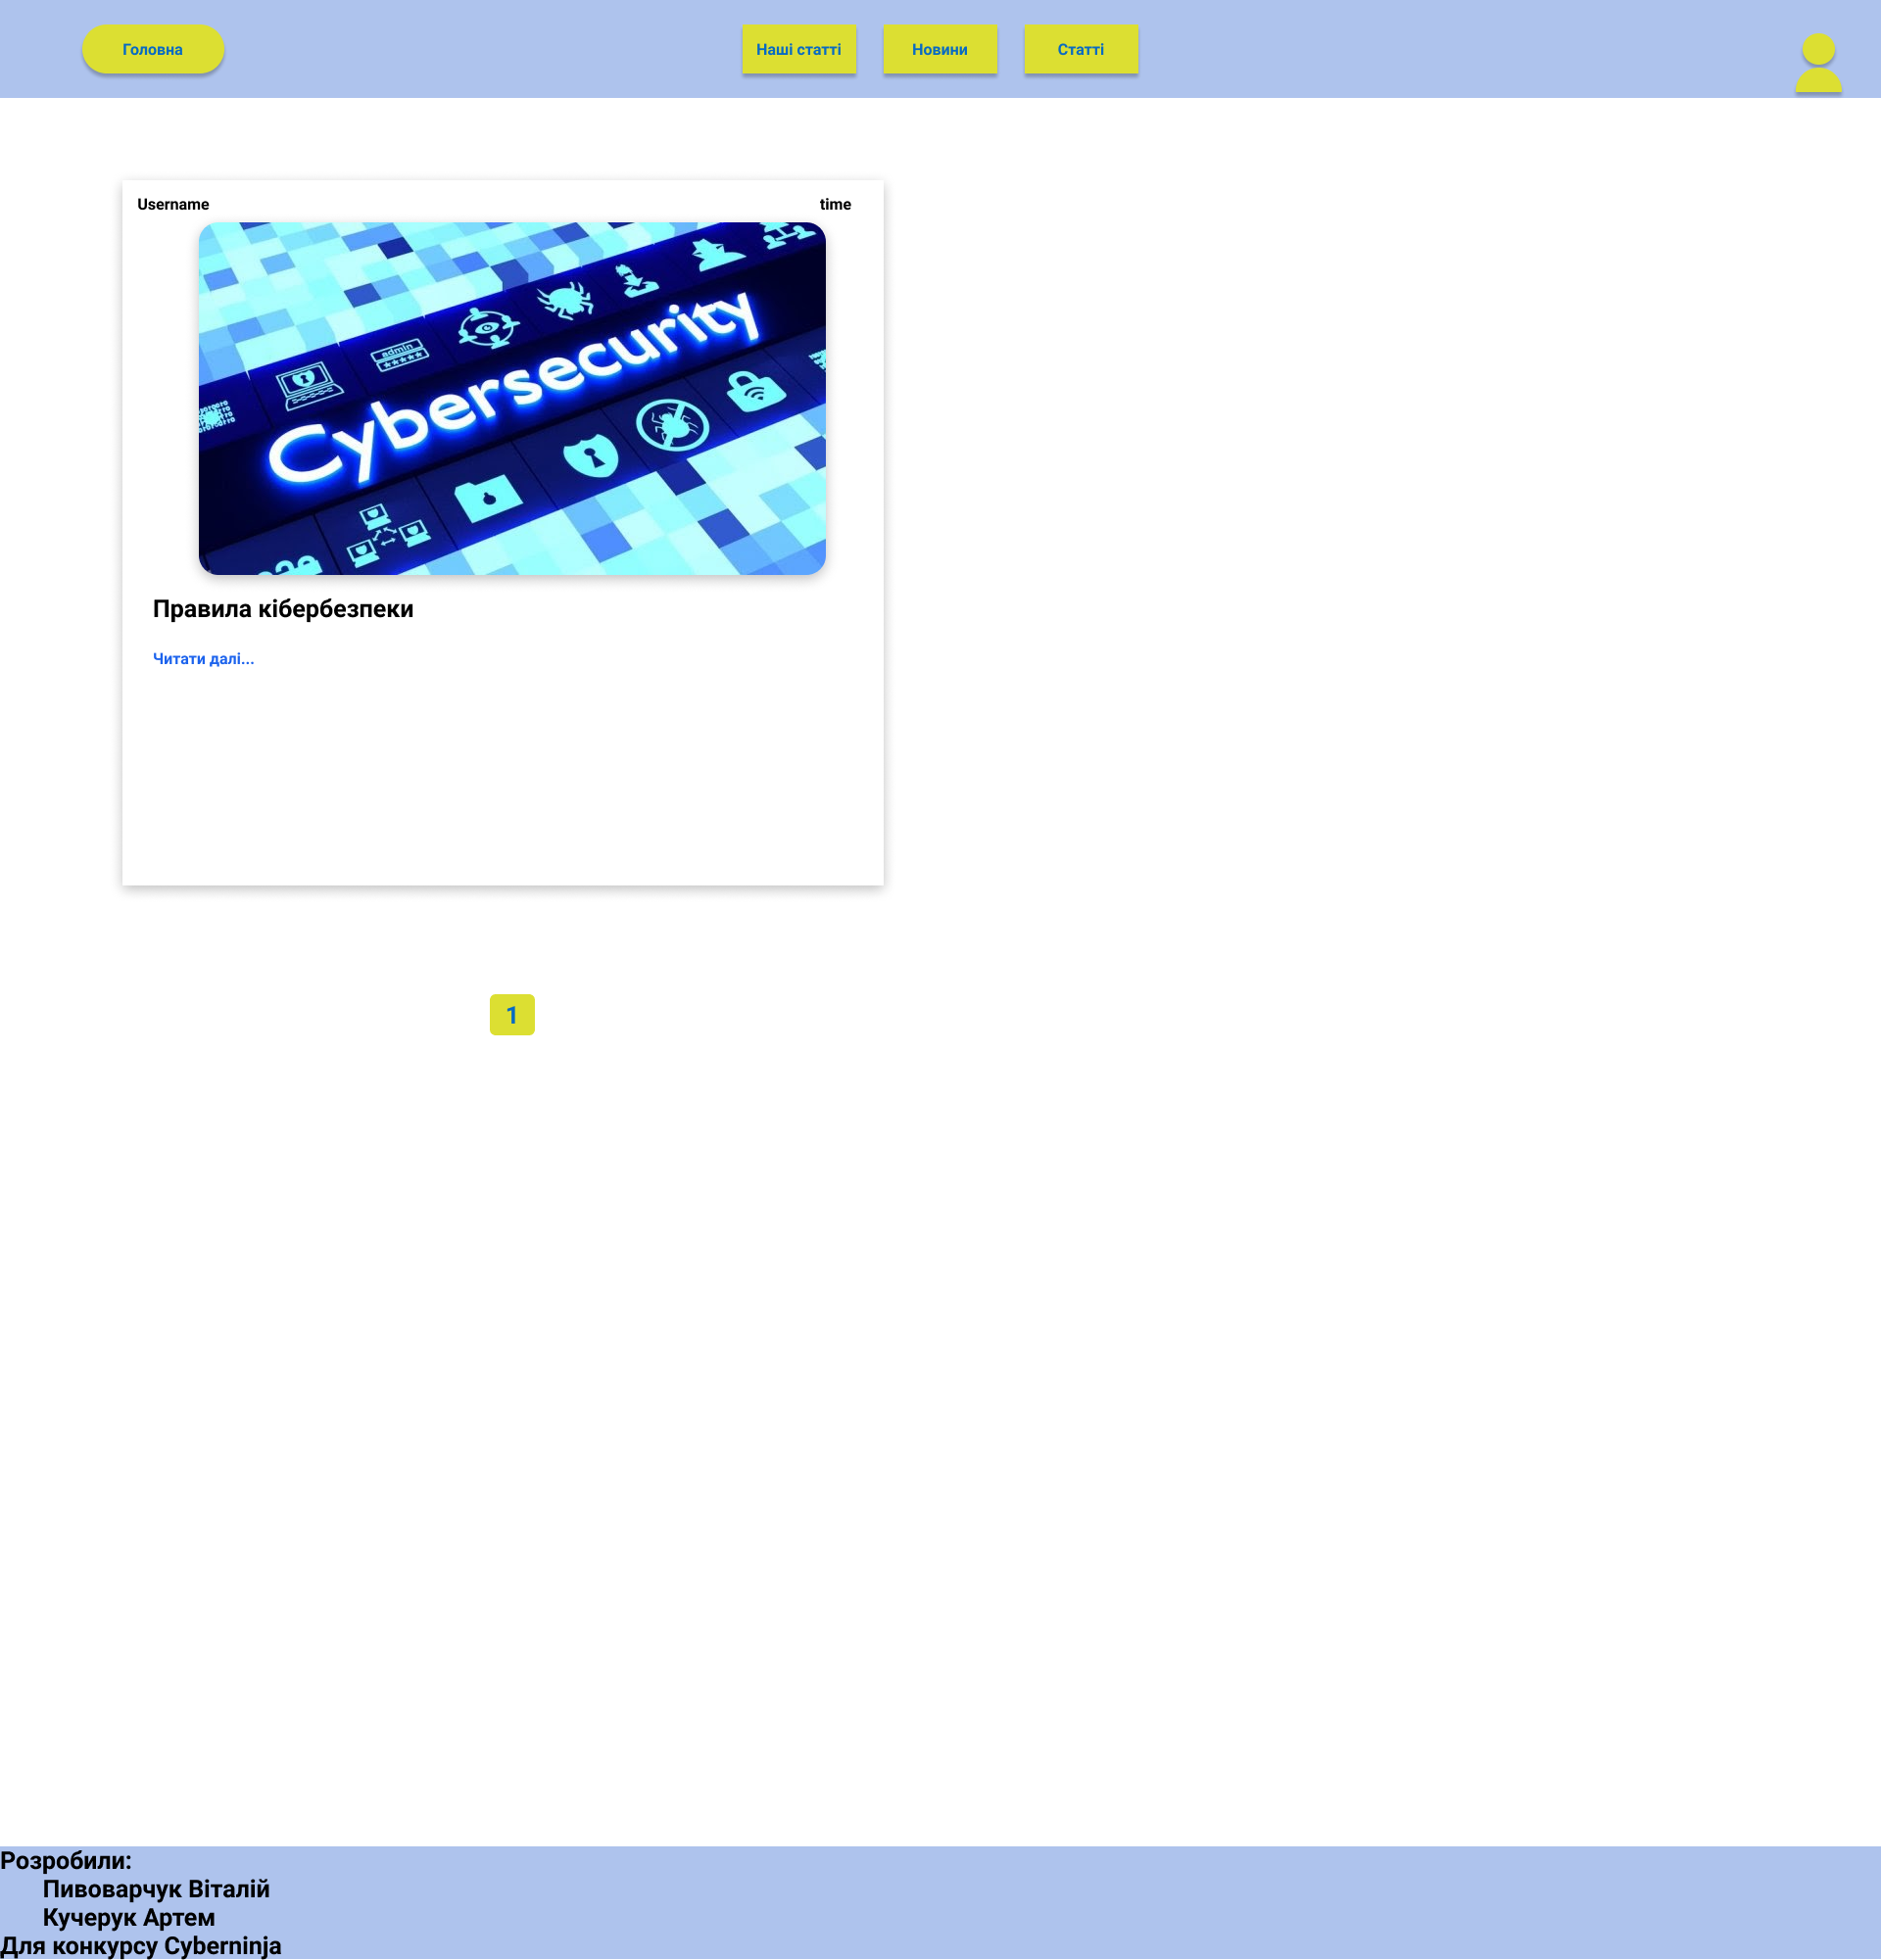 Головна
Наші статті
Новини
Статті
Username
time
admin
Cybersecurity
Правила кібербезпеки
Читати далі...
1
Розробили:
Пивоварчук Віталій
Кучерук Артем
Для конкурсу Cyberninja